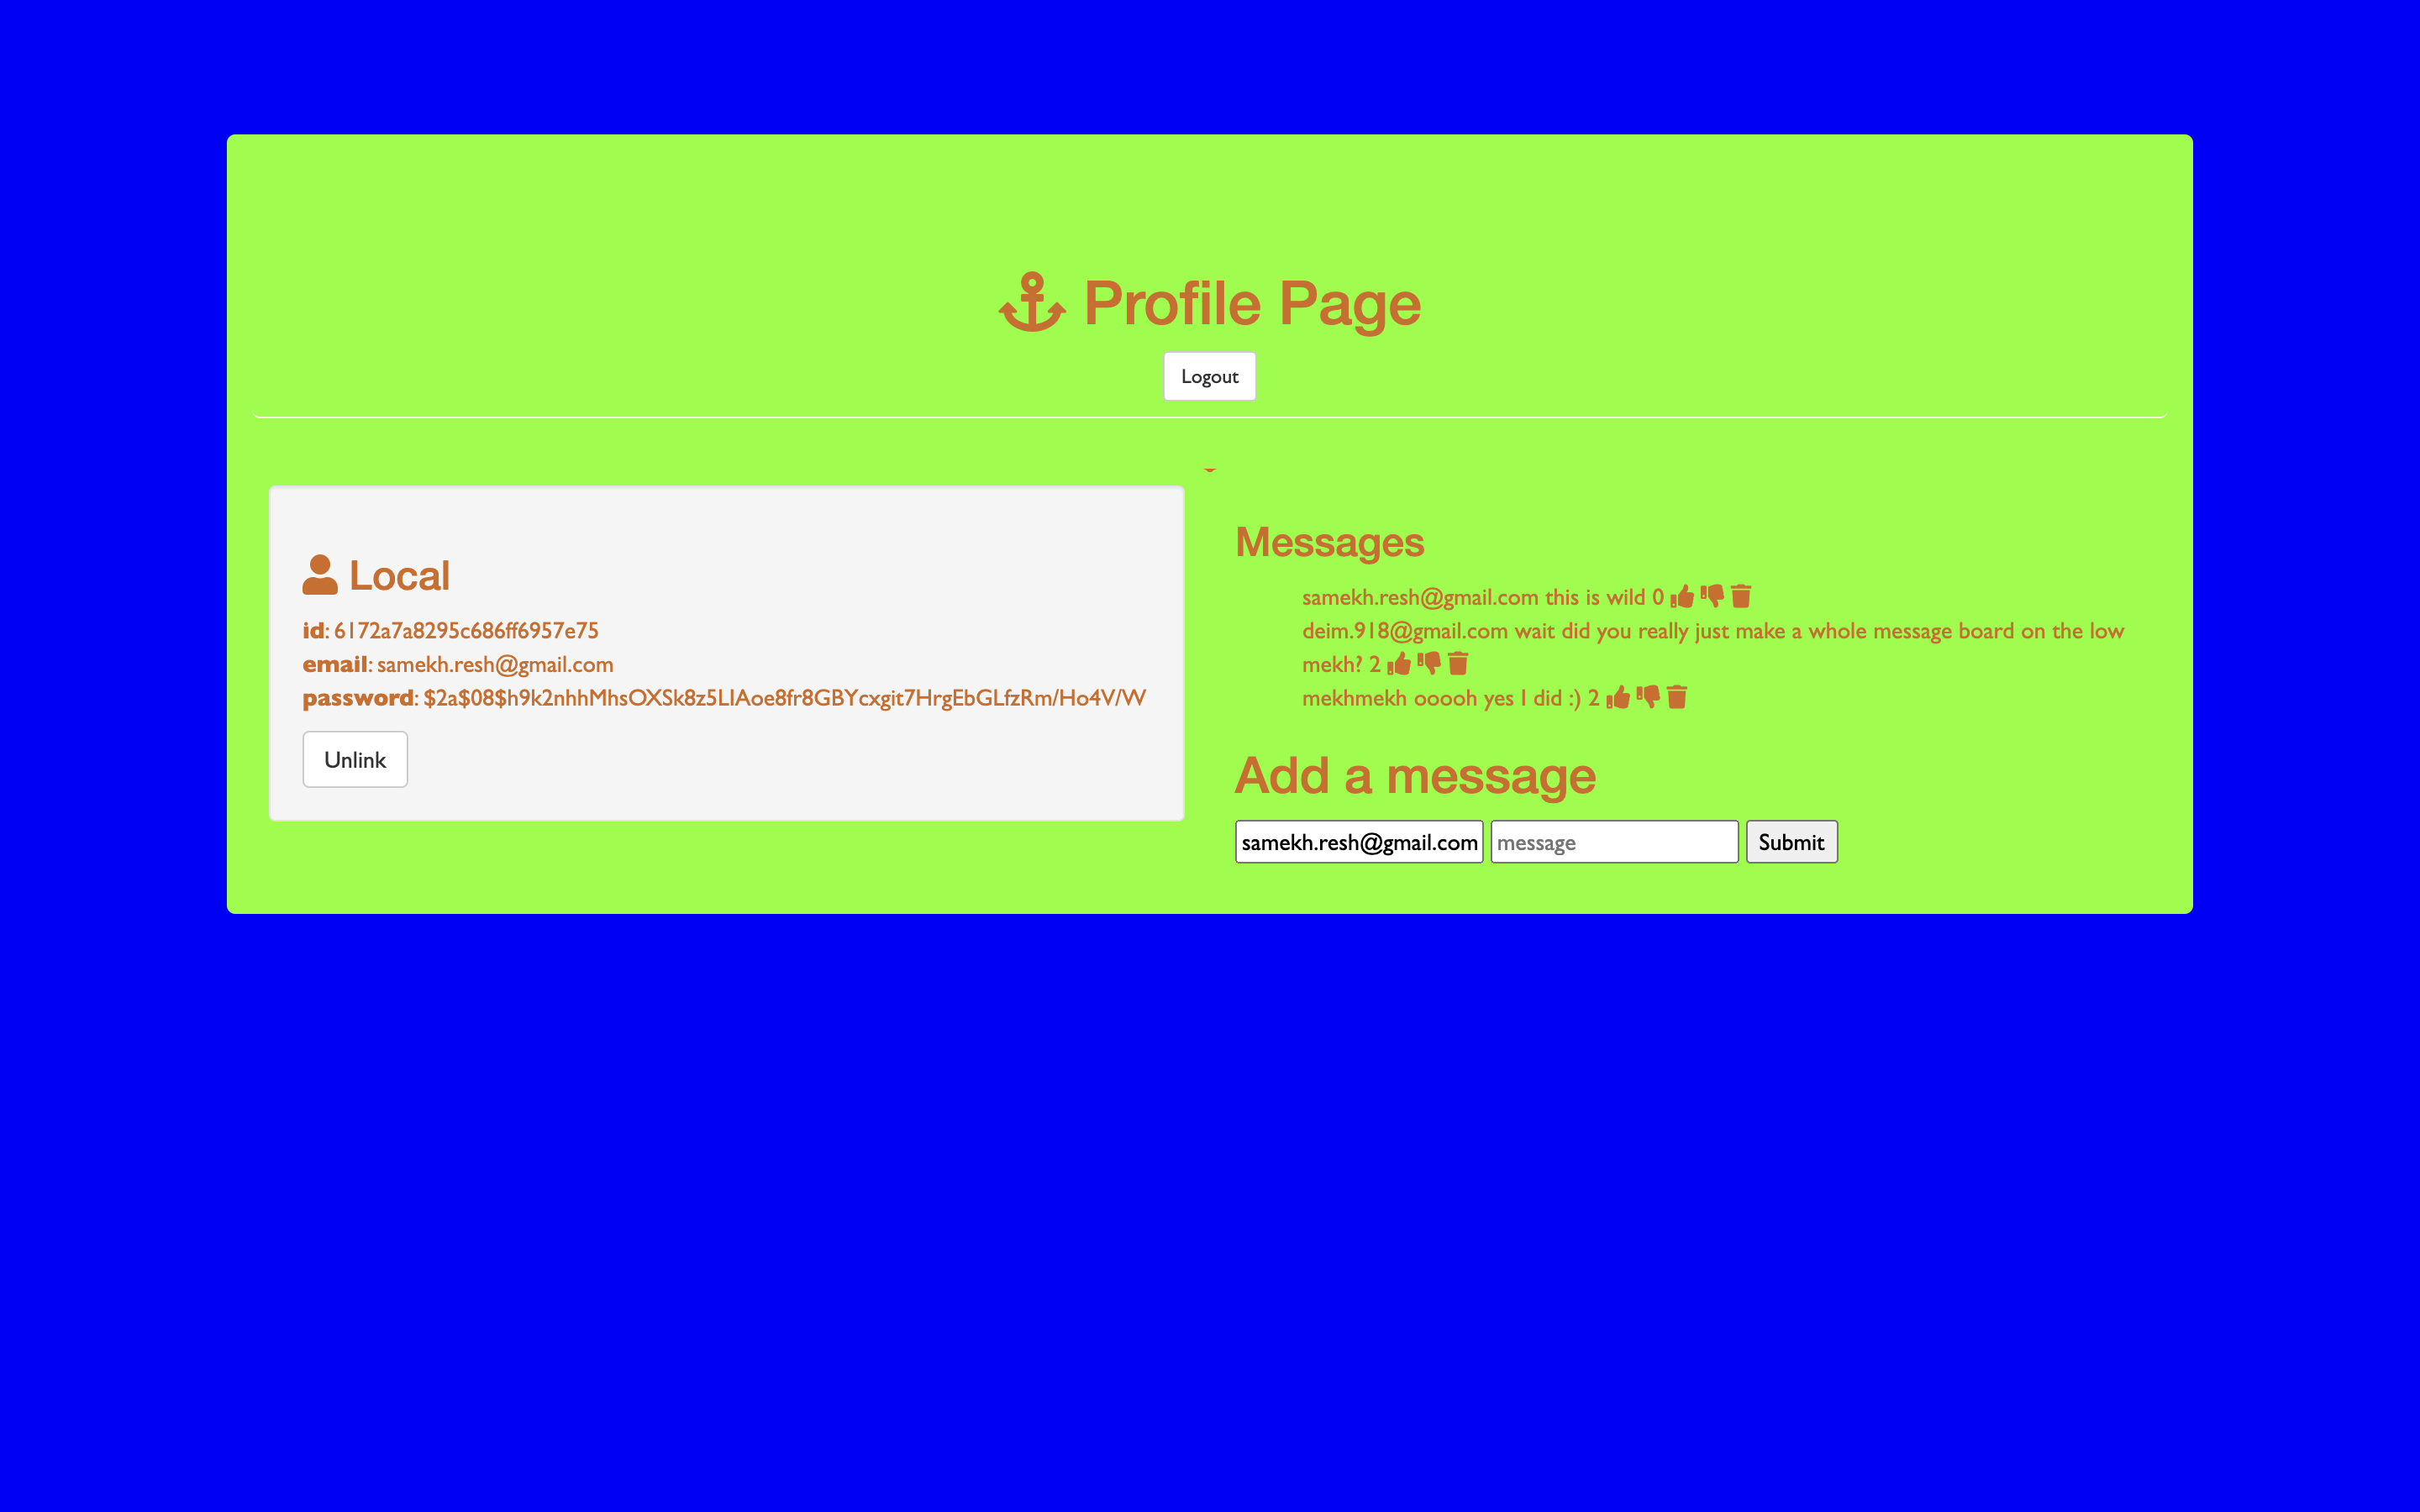 Profile Page
Logout
Local
id: 6172a7a8295c686ff6957e75
email: samekh.resh@gmail.com
password: $2a$08$h9k2nhhMhsOXSk8z5LIAoe8fr8GBYcxgit7HrgEbGLfzRm/Ho4V/W
Unlink
Messages
samekh.resh@gmail.com this is wild 0
deim.918@gmail.com wait did you really just make a whole message board on the low
mekh? 2
mekhmekh ooooh yes I did :) 2
Add a message
samekh.resh@gmail.com message Submit